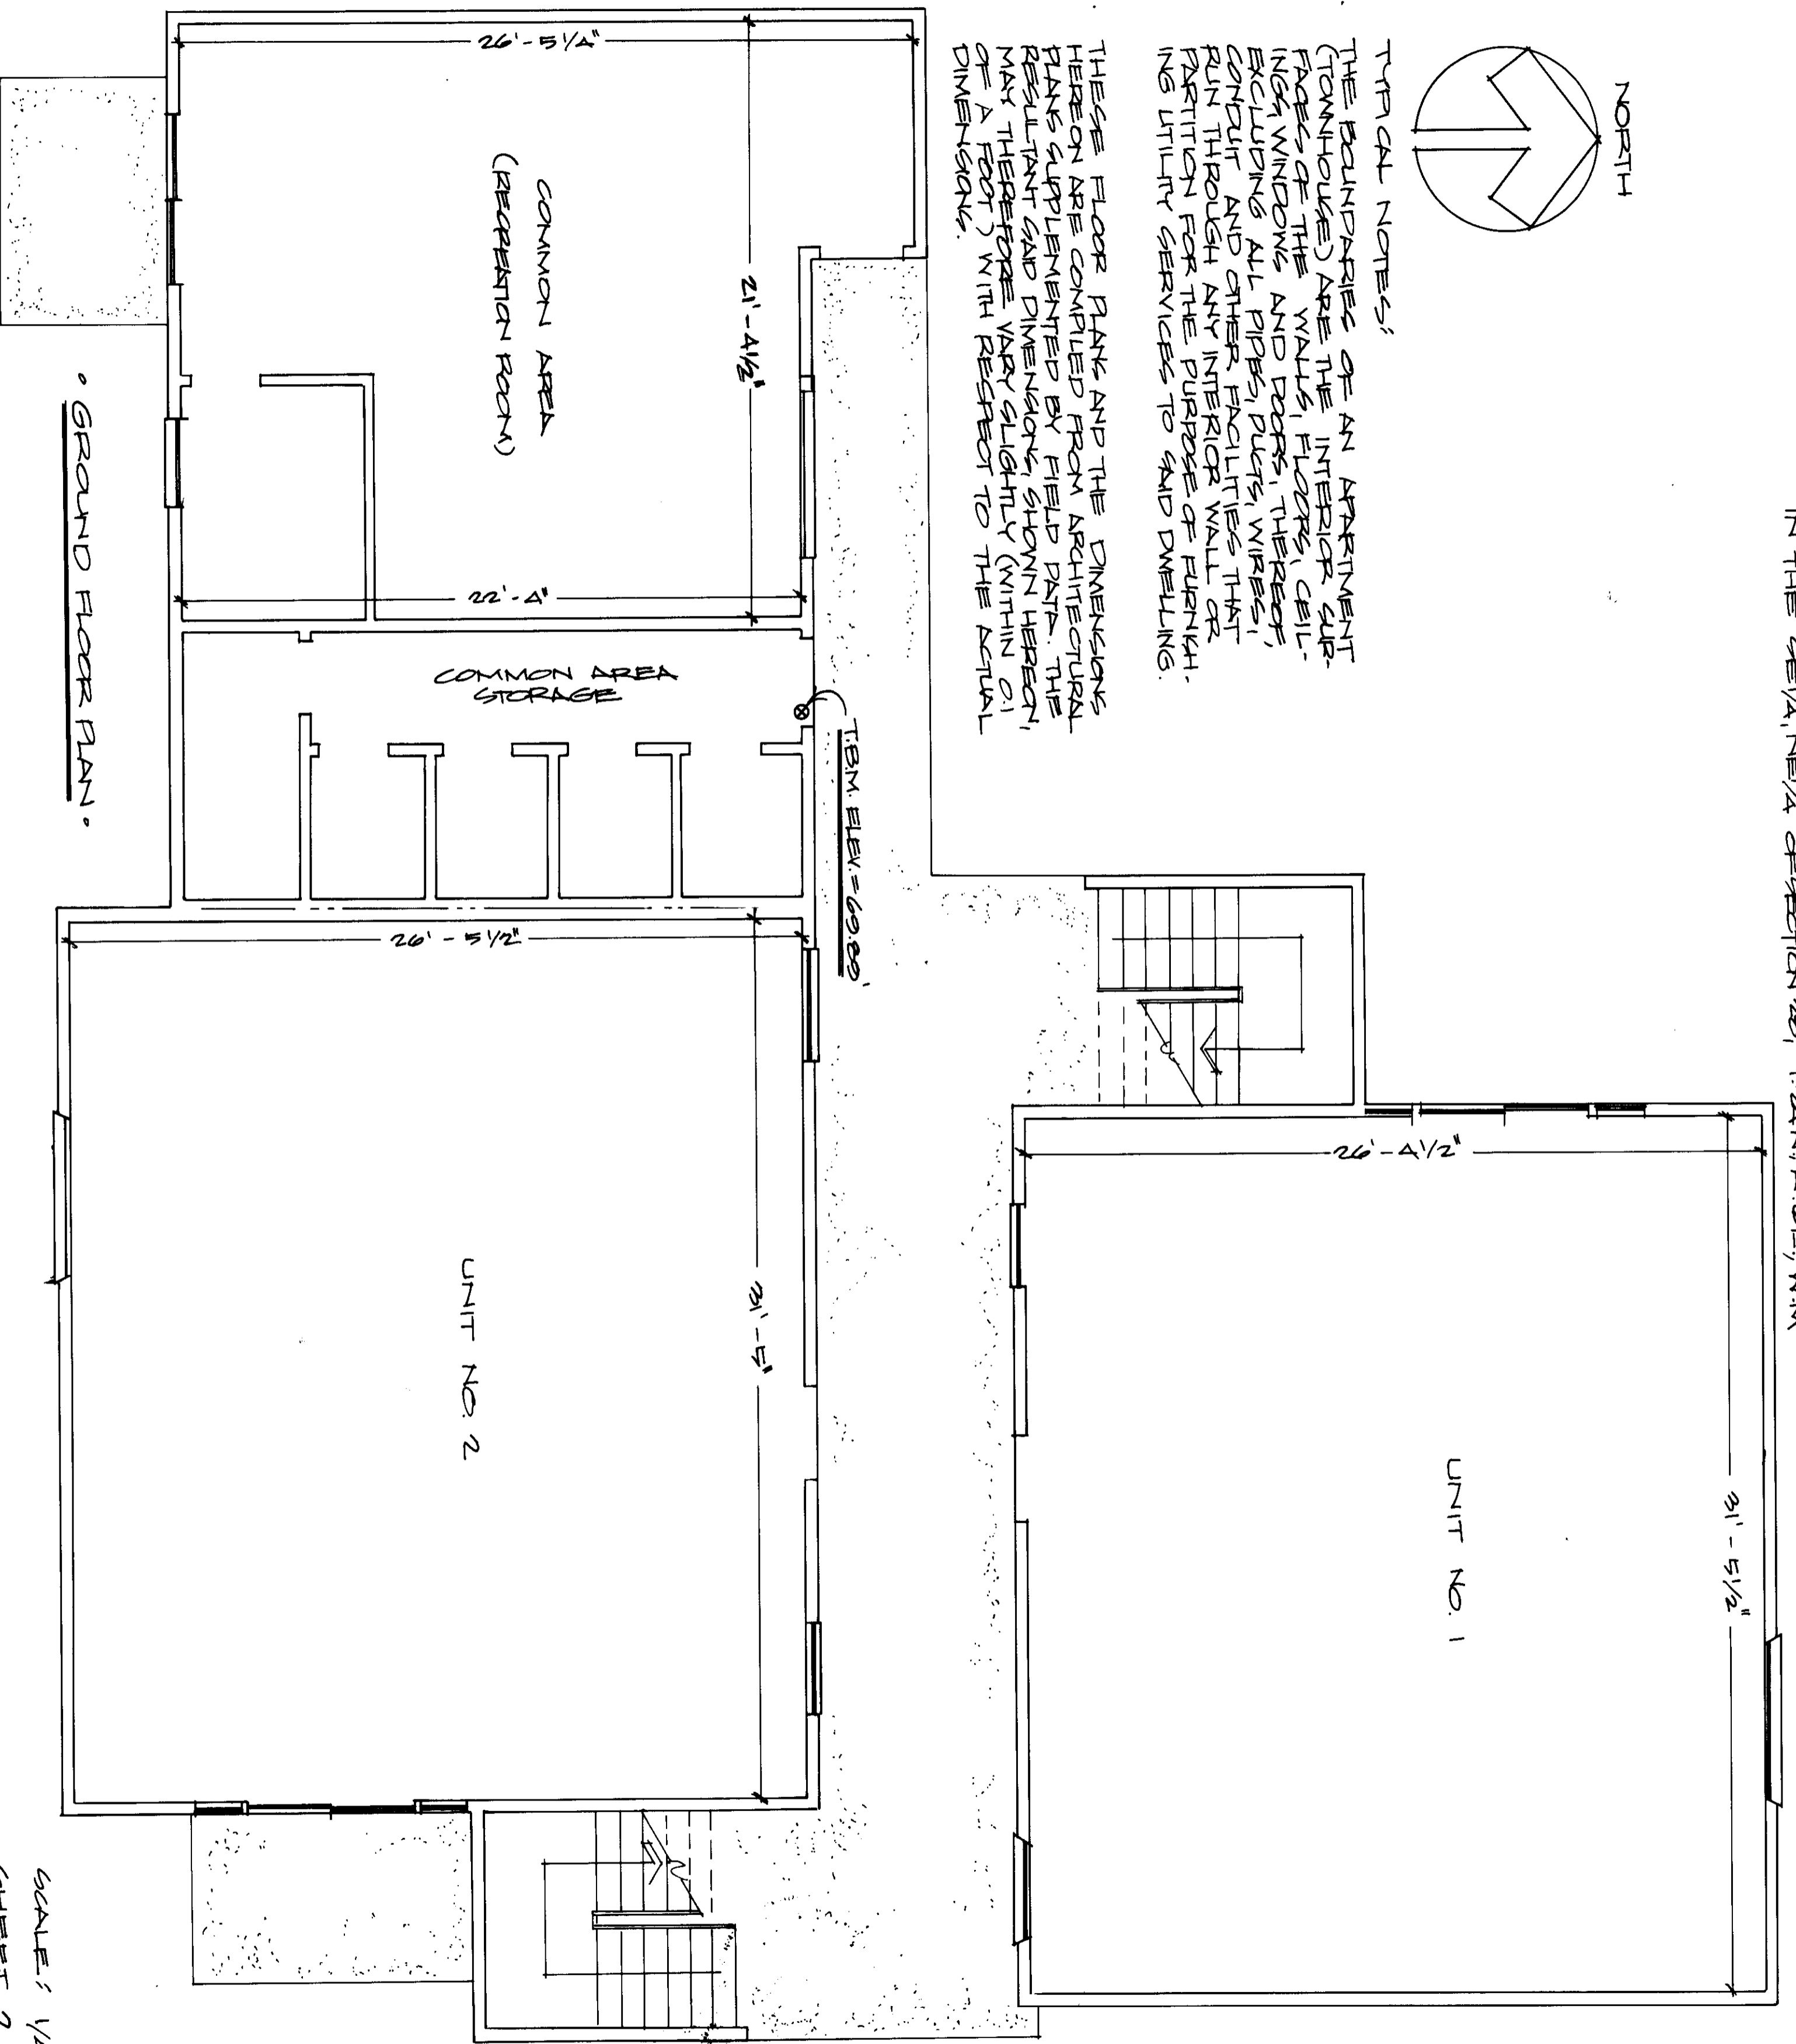 IN THE SE1/4, NE1/4 OF SECTION
NORTH
TYPICAL NOTES:
THE BOUNDARIES OF AN APARTMENT
(TOWNHOUSE) ARE THE INTERIOR SUR-
FACES OF THE WALLS, FLOORS, CEIL-
INGS, WINDOWS AND DOORS, THEREOF,
EXCLUDING ALL PIPES, DUCTS, WIRES,
CONDUIT AND OTHER FACILITIES THAT
RUN THROUGH ANY INTERIOR WALL OR
PARTITION FOR THE PURPOSE OF FURNISH-
ING UTILITY SERVICES TO SAID DWELLING.
THESE FLOOR PLANS AND THE DIMENSIONS
HEREON ARE COMPILED FROM ARCHITECTURAL
PLANS SUPPLEMENTED BY FIELD DATA. THE
RESULTANT SAID DIMENSIONS, SHOWN HEREON,
MAY THEREFORE VARY SLIGHTLY (WITHIN 0.1
OF A FOOT) WITH RESPECT TO THE ACTUAL
DIMENSIONS.
26'-5 1/4"
21'-4 1/2"
COMMON AREA
(RECREATION ROOM)
22'-4"
COMMON AREA
STORAGE
T.B.M. ELEV. = 69.89'
26'-5 1/2"
31'-5"
UNIT NO. 2
26'-4 1/2"
31'-5 1/2"
UNIT NO. 1
• GROUND FLOOR PLAN •
SCALE: 1/
SHEET 2